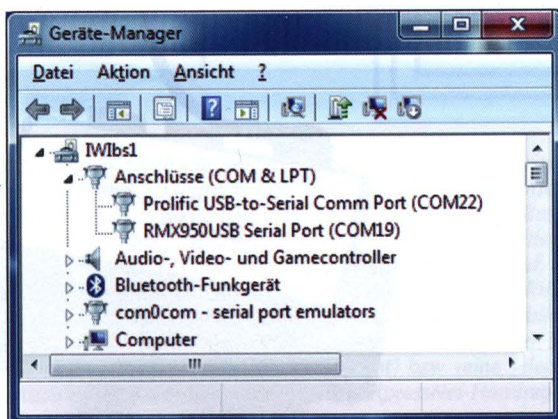 Geräte-Manager
Datei Aktion Ansicht ?
IWIbs1
Anschlüsse (COM & LPT)
Prolific USB-to-Serial Comm Port (COM22)
RMX950USB Serial Port (COM19)
Audio-, Video- und Gamecontroller
Bluetooth-Funkgerät
com0com - serial port emulators
Computer